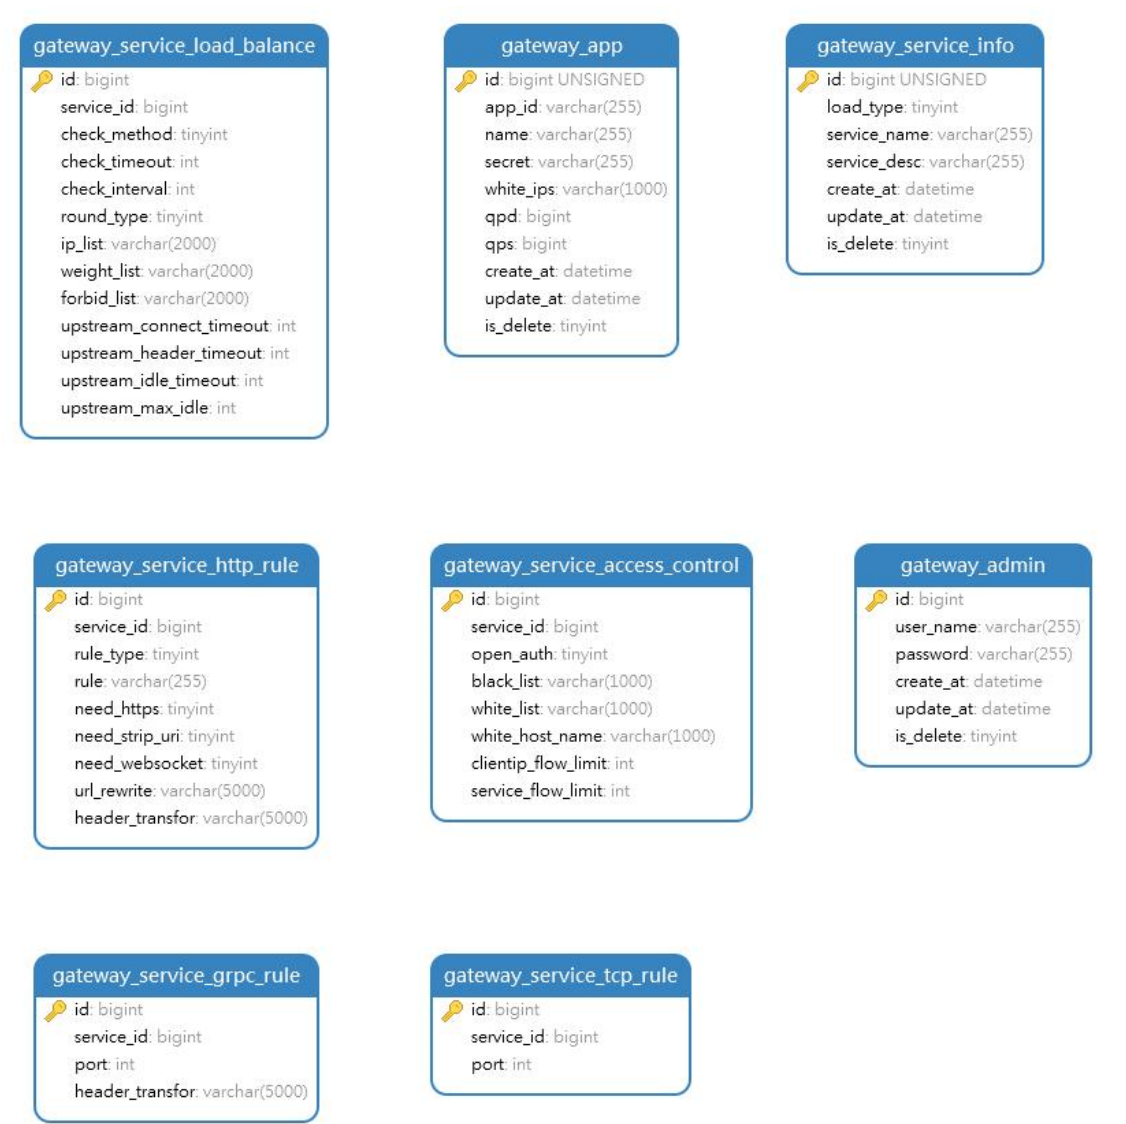 gateway_service_load_balance
id: bigint
service_id: bigint
check_method: tinyint
check_timeout: int
check_interval: int
round_type: tinyint
ip_list: varchar(2000)
weight_list: varchar(2000)
forbid_list: varchar(2000)
upstream_connect_timeout: int
upstream_header_timeout: int
upstream_idle_timeout: int
upstream_max_idle: int
gateway_app
id: bigint UNSIGNED
app_id: varchar(255)
name: varchar(255)
secret: varchar(255)
white_ips: varchar(1000)
qpd: bigint
qps: bigint
create_at: datetime
update_at: datetime
is_delete: tinyint
gateway_service_info
id: bigint UNSIGNED
load_type: tinyint
service_name: varchar(255)
service_desc: varchar(255)
create_at: datetime
update_at: datetime
is_delete: tinyint
gateway_service_http_rule
id: bigint
service_id: bigint
rule_type: tinyint
rule: varchar(255)
need_https: tinyint
need_strip_uri: tinyint
need_websocket: tinyint
url_rewrite: varchar(5000)
header_transfor: varchar(5000)
gateway_service_access_control
id: bigint
service_id: bigint
open_auth: tinyint
black_list: varchar(1000)
white_list: varchar(1000)
white_host_name: varchar(1000)
clientip_flow_limit: int
service_flow_limit: int
gateway_admin
id: bigint
user_name: varchar(255)
password: varchar(255)
create_at: datetime
update_at: datetime
is_delete: tinyint
gateway_service_grpc_rule
id: bigint
service_id: bigint
port: int
header_transfor: varchar(5000)
gateway_service_tcp_rule
id: bigint
service_id: bigint
port: int